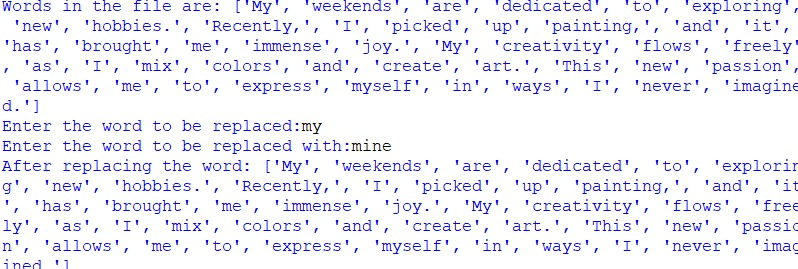 Words in the file are: ['My', 'weekends', 'are', 'dedicated', 'to', 'exploring',
'new', 'hobbies.', 'Recently,', 'I', 'picked', 'up', 'painting,', 'and', 'it',
'has', 'brought', 'me', 'immense', 'joy.', 'My', 'creativity', 'flows', 'freely'
, 'as', 'I', 'mix', 'colors', 'and', 'create', 'art.', 'This', 'new', 'passion',
'allows', 'me', 'to', 'express', 'myself', 'in', 'ways', 'I', 'never', 'imagine
d.']
Enter the word to be replaced:my
Enter the word to be replaced with:mine
After replacing the word: ['My', 'weekends', 'are', 'dedicated', 'to', 'explorin
g', 'new', 'hobbies.', 'Recently,', 'I', 'picked', 'up', 'painting,', 'and', 'it
', 'has', 'brought', 'me', 'immense', 'joy.', 'My', 'creativity', 'flows', 'free
ly', 'as', 'I', 'mix', 'colors', 'and', 'create', 'art.', 'This', 'new', 'passio
n', 'allows', 'me', 'to', 'express', 'myself', 'in', 'ways', 'I', 'never', 'imag
ined.']